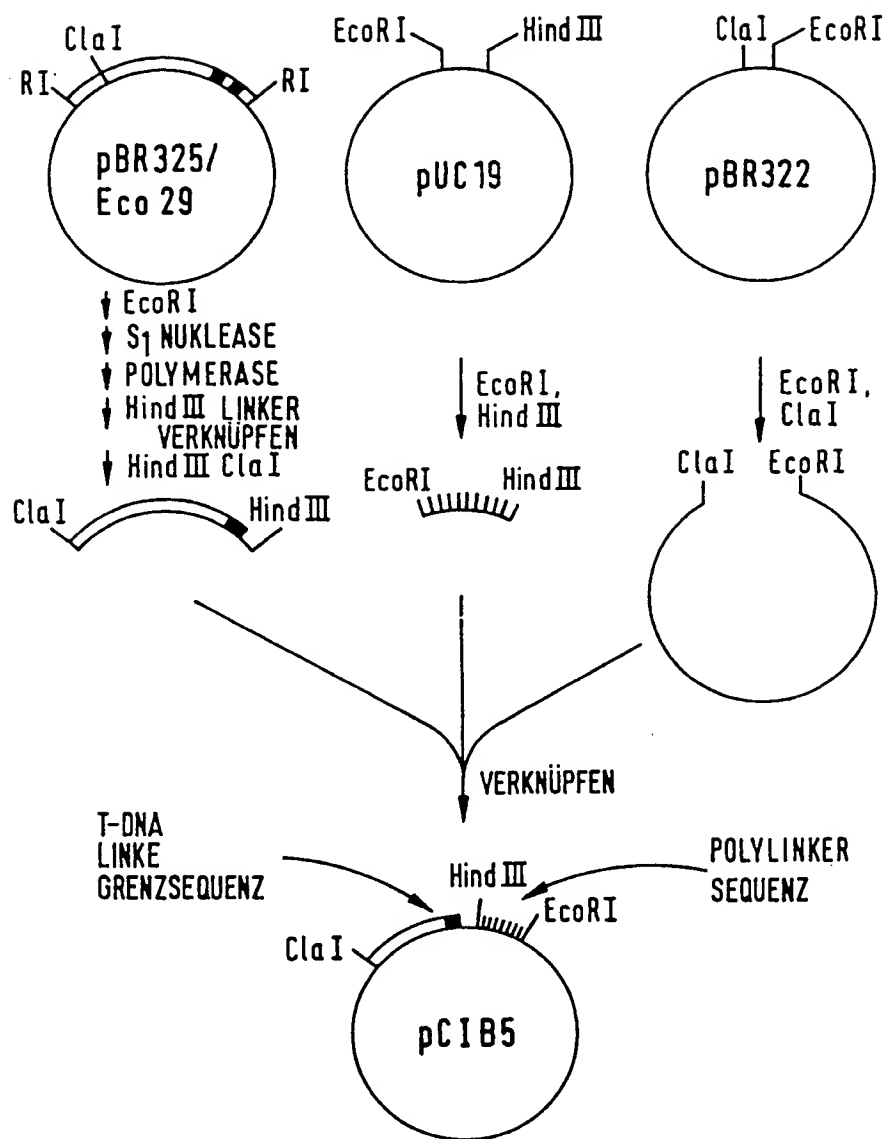 ClaI
RI
RI
pBR325/
Eco 29
EcoRI
HindIII
pUC19
ClaI
EcoRI
pBR322
EcoRI
S1 NUKLEASE
POLYMERASE
HindIII LINKER
VERKNÜPFEN
HindIII ClaI
EcoRI,
HindIII
EcoRI,
ClaI
ClaI
HindIII
EcoRI
HindIII
ClaI
EcoRI
VERKNÜPFEN
T-DNA
LINKE
GRENZSEQUENZ
POLYLINKER
SEQUENZ
HindIII
EcoRI
ClaI
pCIB5